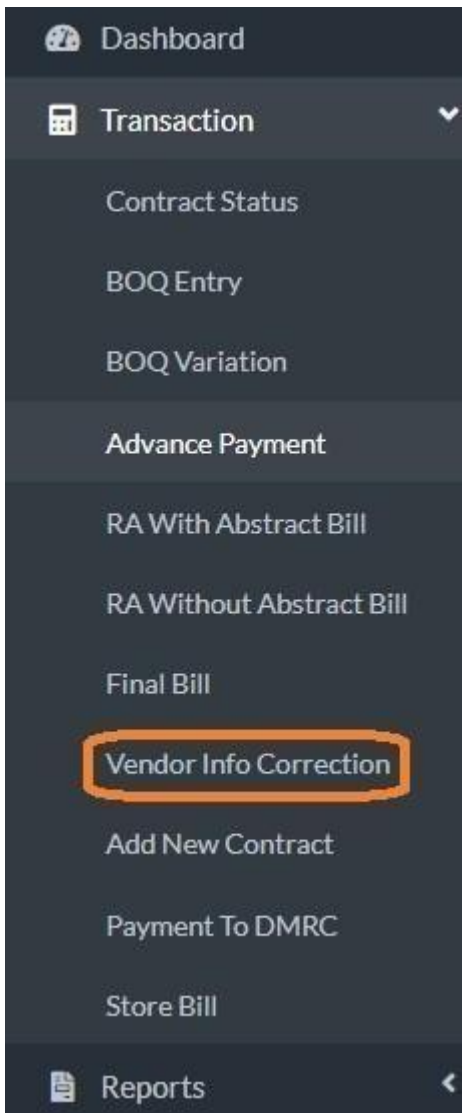 Dashboard
Transaction
Contract Status
BOQ Entry
BOQ Variation
Advance Payment
RA With Abstract Bill
RA Without Abstract Bill
Final Bill
Vendor Info Correction
Add New Contract
Payment To DMRC
Store Bill
Reports